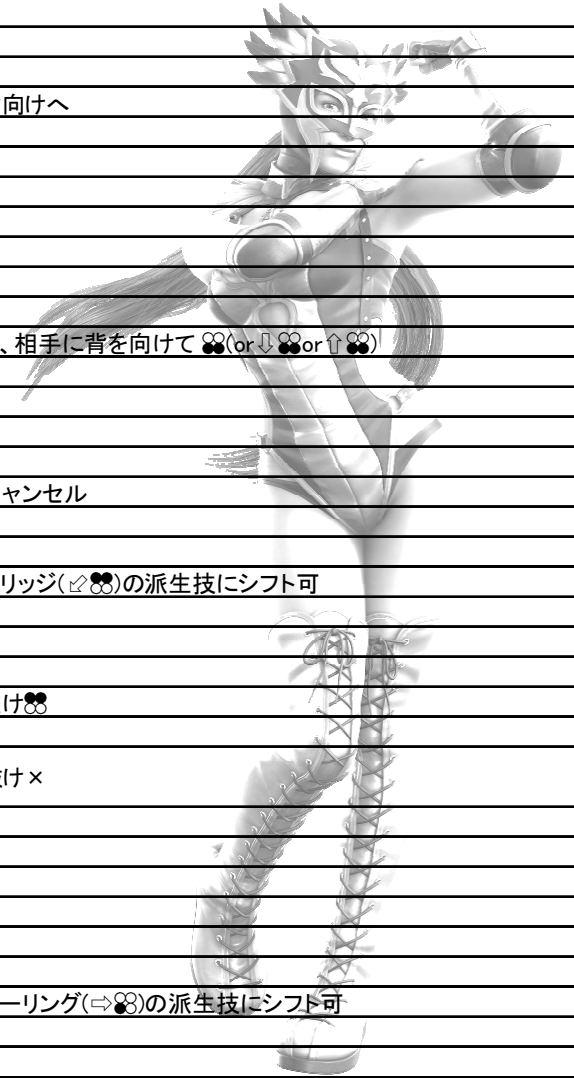 向けへ
、相手に背を向けて(or⇩or⇧)
ャンセル
リッジ(⬃)の派生技にシフト可
け
け×
ーリング(⇨)の派生技にシフト可